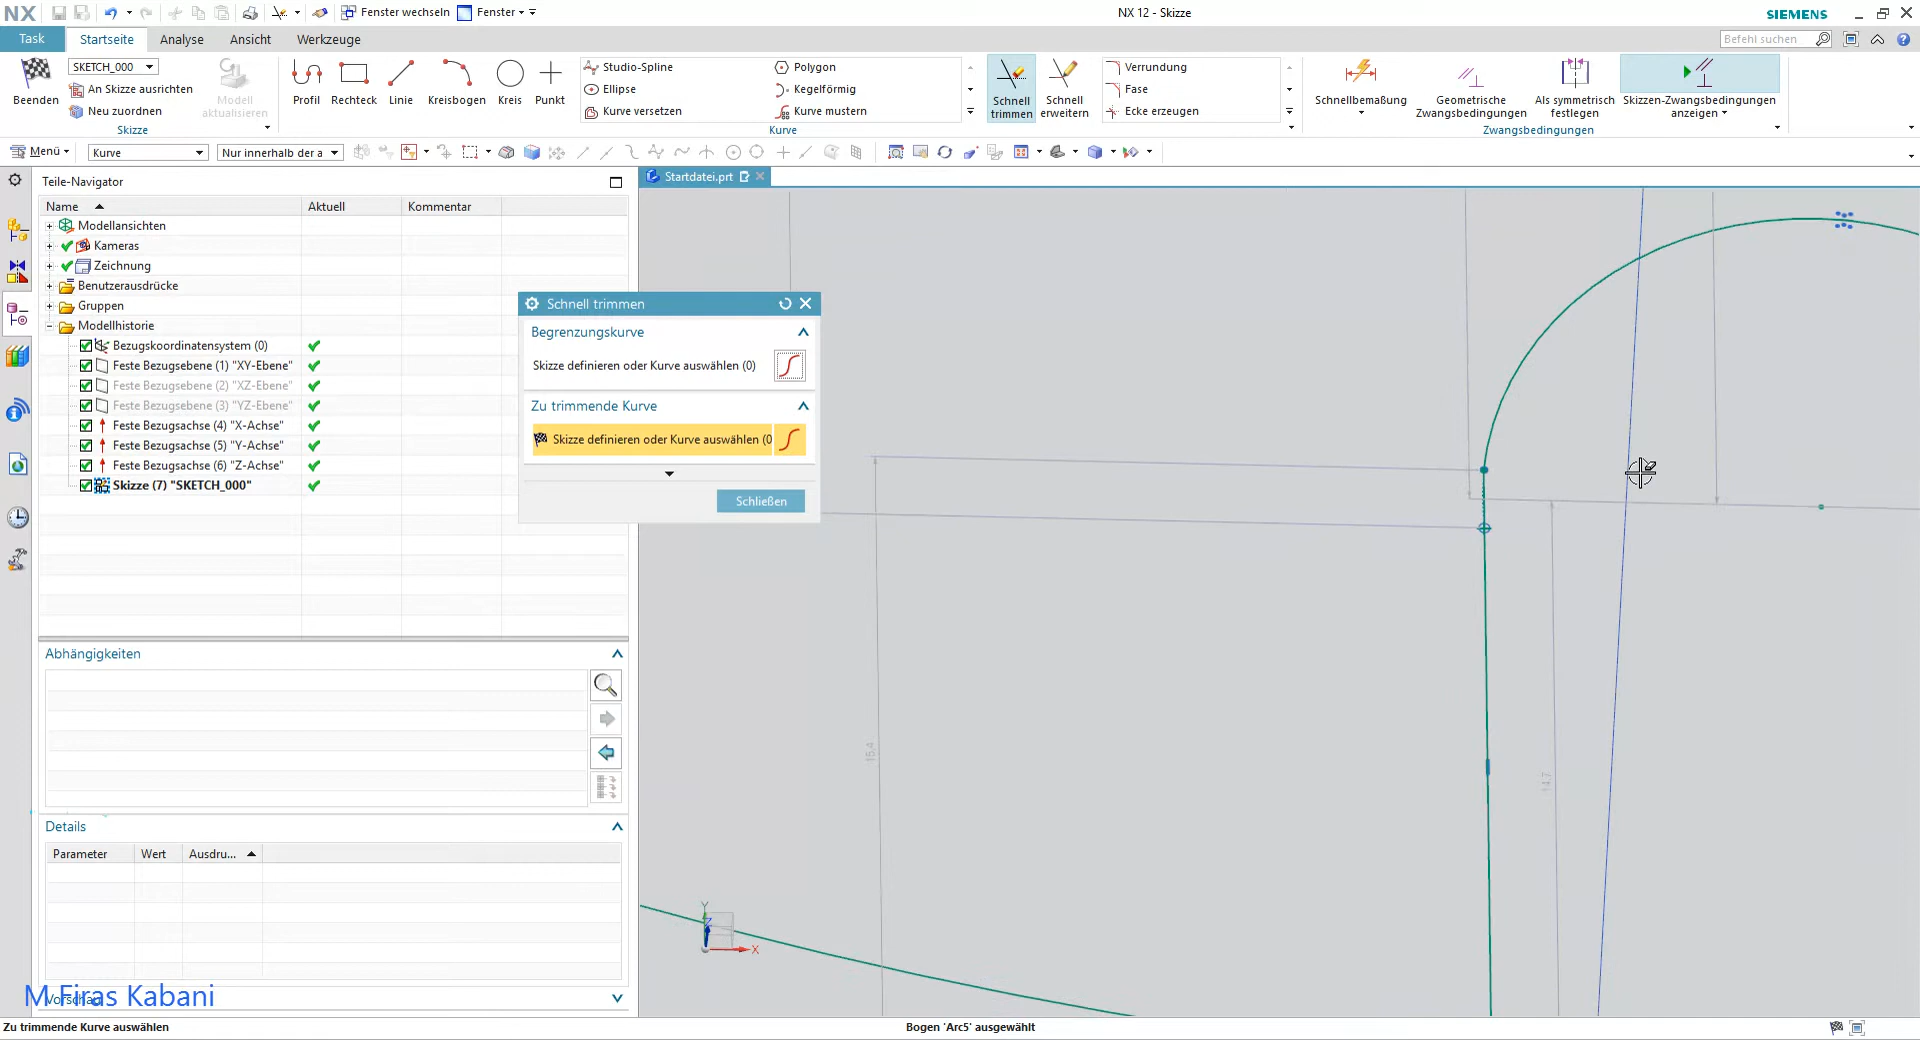 NX
Fenster wechseln
Fenster
NX 12 - Skizze
SIEMENS
Task
Startseite
Analyse
Ansicht
Werkzeuge
Befehl suchen
Beenden
SKETCH_000
An Skizze ausrichten
Neu zuordnen
Skizze
Modell
aktualisieren
Profil
Rechteck
Linie
Kreisbogen
Kreis
Punkt
Studio-Spline
Ellipse
Kurve versetzen
Polygon
Kegelförmig
Kurve mustern
Kurve
Schnell
trimmen
Schnell
erweitern
Verrundung
Fase
Ecke erzeugen
Schnellbemaßung
Geometrische
Zwangsbedingungen
Als symmetrisch
festlegen
Skizzen-Zwangsbedingungen
anzeigen
Zwangsbedingungen
Menü
Kurve
Nur innerhalb der a
Teile-Navigator
Startdatei.prt
Name
Aktuell
Kommentar
Modellansichten
Kameras
Zeichnung
Benutzerausdrücke
Gruppen
Modellhistorie
Bezugskoordinatensystem (0)
Feste Bezugsebene (1) "XY-Ebene"
Feste Bezugsebene (2) "XZ-Ebene"
Feste Bezugsebene (3) "YZ-Ebene"
Feste Bezugsachse (4) "X-Achse"
Feste Bezugsachse (5) "Y-Achse"
Feste Bezugsachse (6) "Z-Achse"
Skizze (7) "SKETCH_000"
Schnell trimmen
Begrenzungskurve
Skizze definieren oder Kurve auswählen (0)
Zu trimmende Kurve
Skizze definieren oder Kurve auswählen (0
Schließen
15,4
14,7
Abhängigkeiten
Details
Parameter
Wert
Ausdru...
Y
Z
X
M.Firas Kabani
Vorschau
Zu trimmende Kurve auswählen
Bogen 'Arc5' ausgewählt